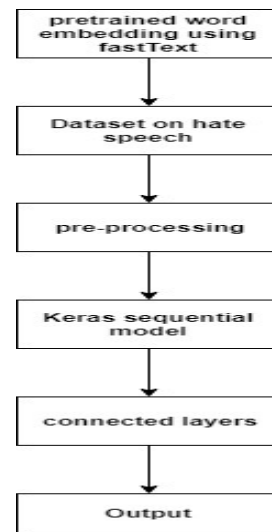 pretrained word
embedding using
fastText
Dataset on hate
speech
pre-processing
Keras sequential
model
connected layers
Output